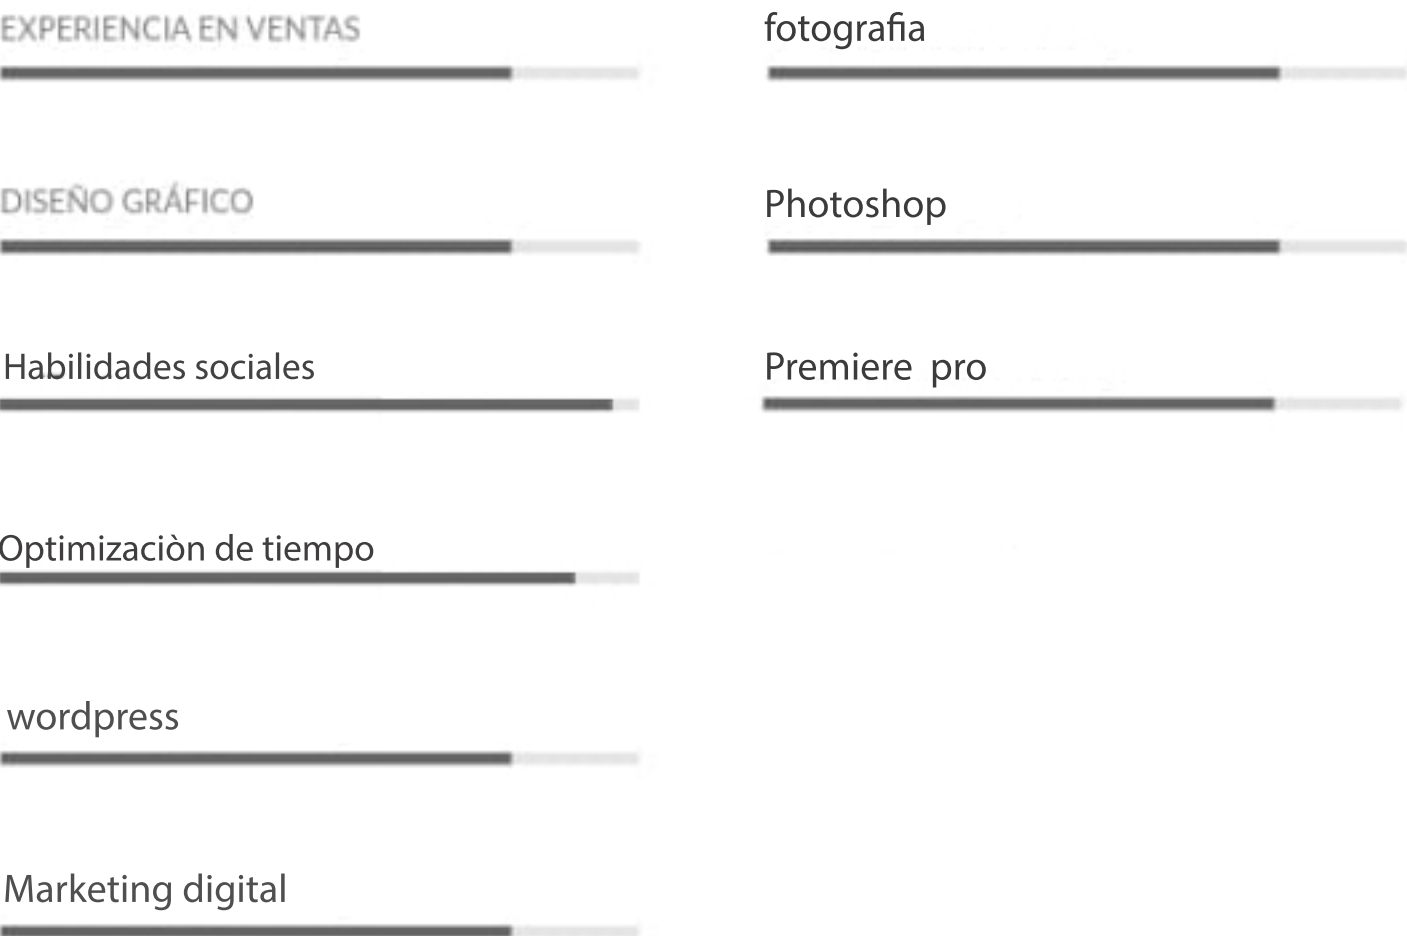 EXPERIENCIA EN VENTAS
DISEÑO GRÁFICO
Habilidades sociales
Optimizaciòn de tiempo
wordpress
Marketing digital
fotografia
Photoshop
Premiere pro